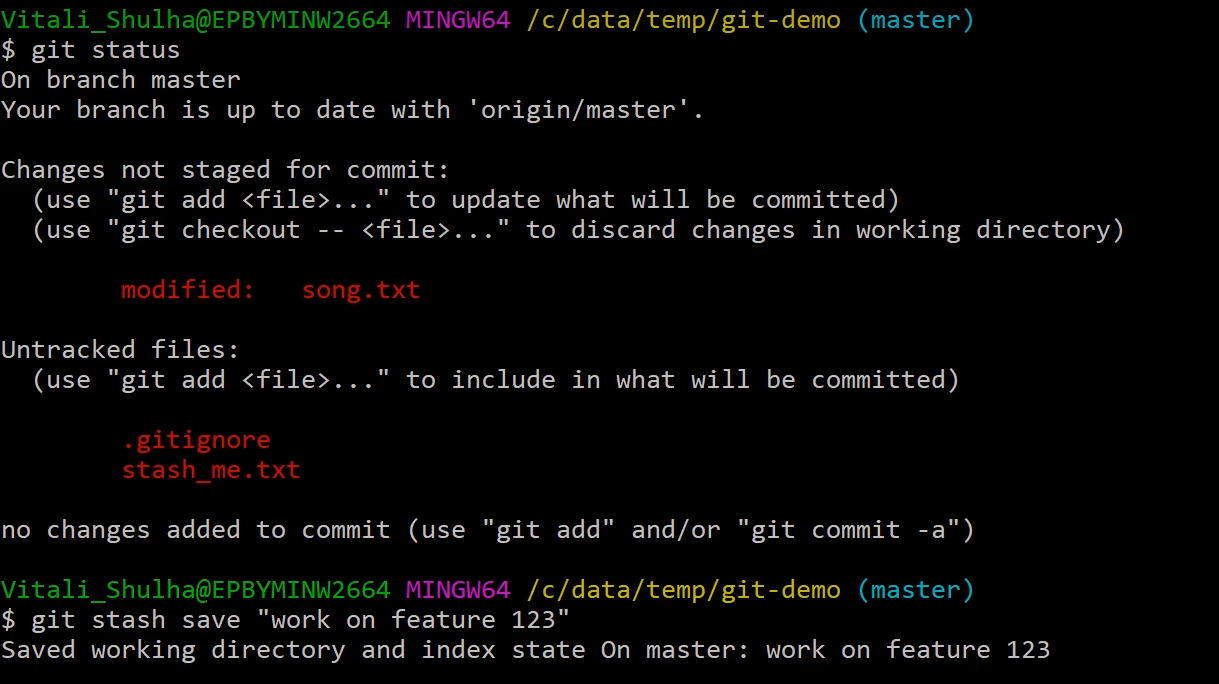 Vitali_Shulha@EPBYMINW2664 MINGW64 /c/data/temp/git-demo (master)
$ git status
On branch master
Your branch is up to date with 'origin/master'.
Changes not staged for commit:
  (use "git add <file>..." to update what will be committed)
  (use "git checkout -- <file>..." to discard changes in working directory)
        modified:   song.txt
Untracked files:
  (use "git add <file>..." to include in what will be committed)
        .gitignore
        stash_me.txt
no changes added to commit (use "git add" and/or "git commit -a")
Vitali_Shulha@EPBYMINW2664 MINGW64 /c/data/temp/git-demo (master)
$ git stash save "work on feature 123"
Saved working directory and index state On master: work on feature 123